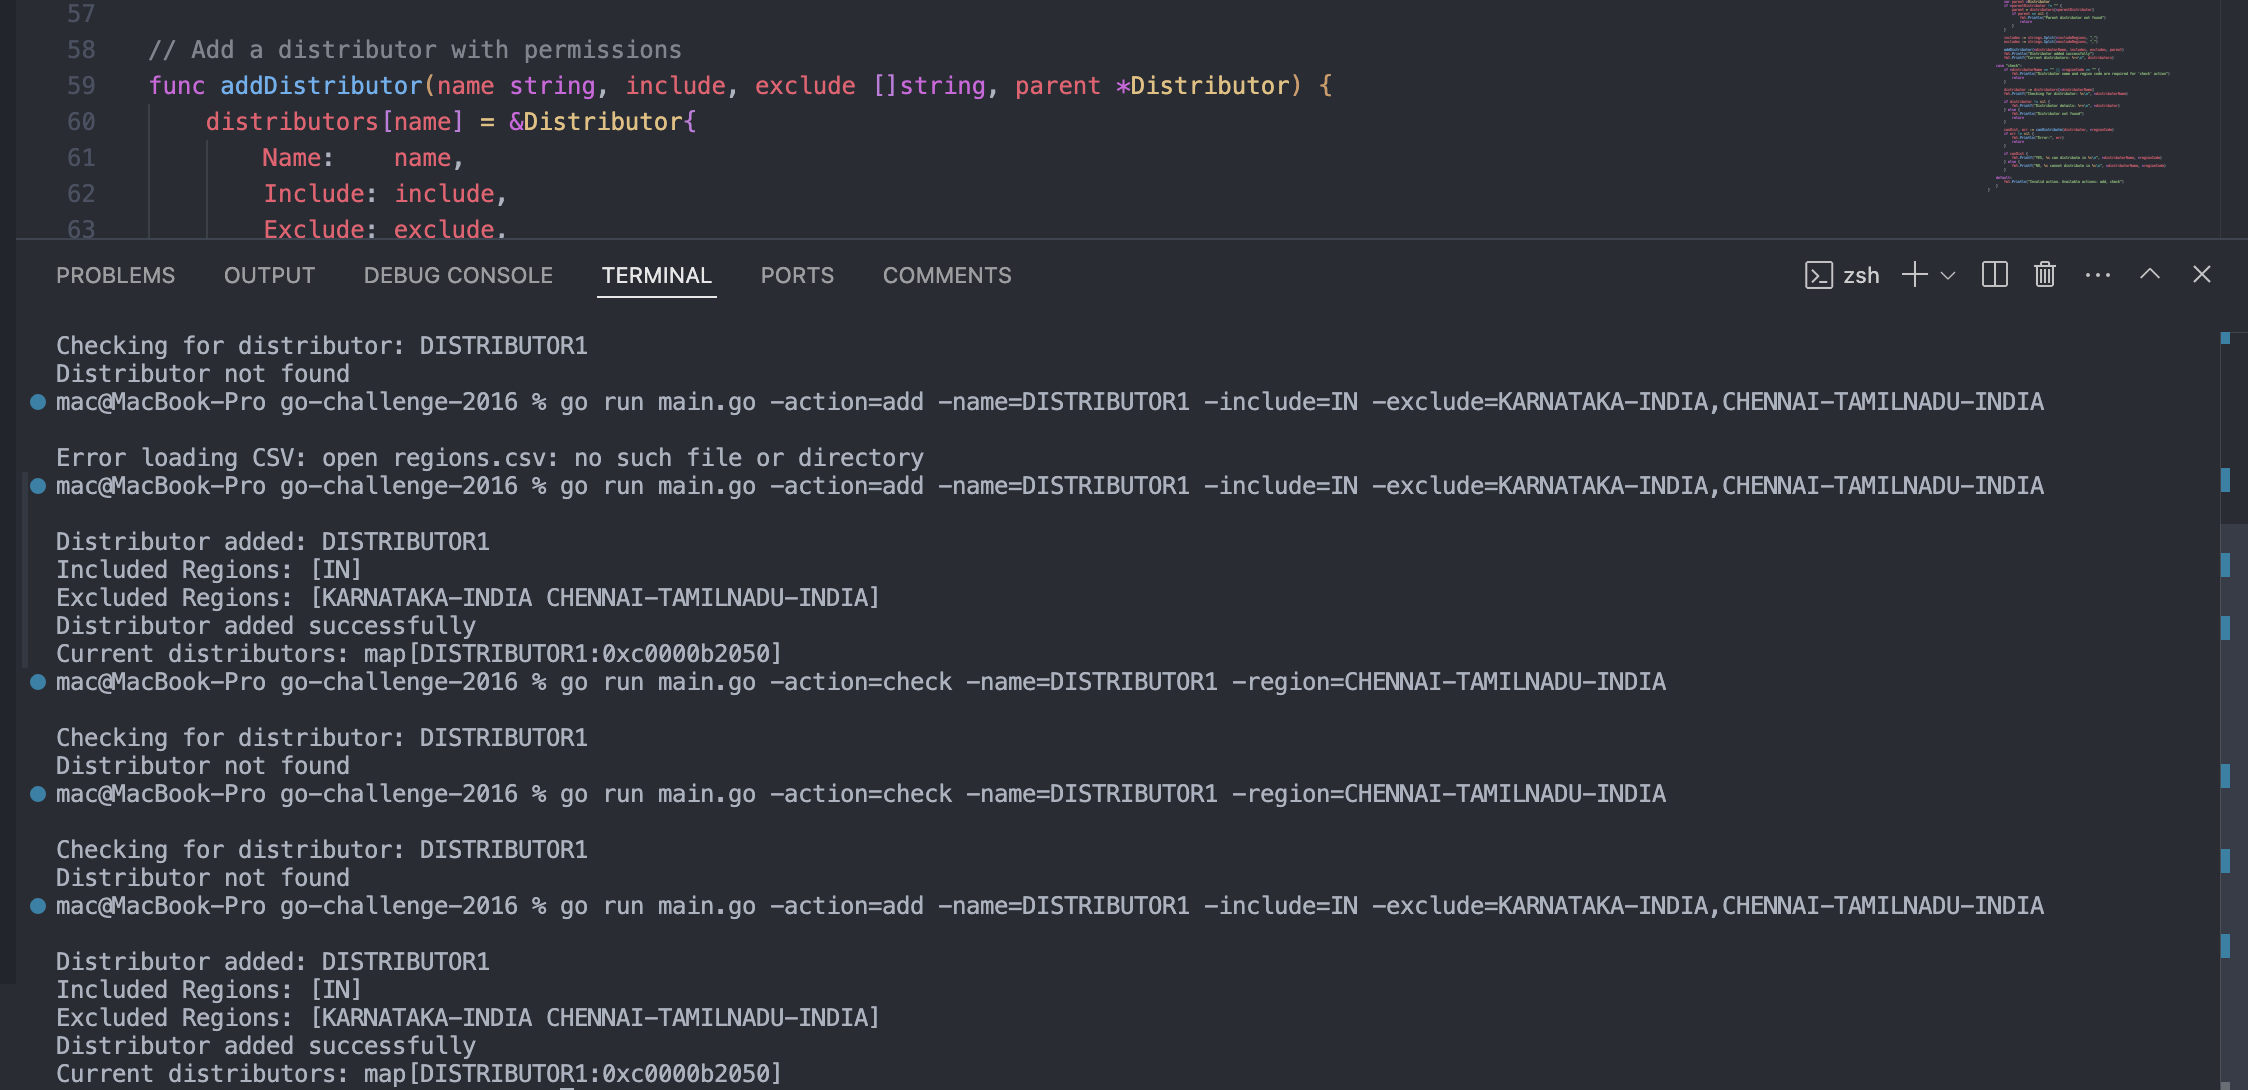 57
58 // Add a distributor with permissions
59 func addDistributor(name string, include, exclude []string, parent *Distributor) {
60 distributors[name] = &Distributor{
61 Name: name,
62 Include: include,
63 Exclude: exclude,
PROBLEMS OUTPUT DEBUG CONSOLE TERMINAL PORTS COMMENTS zsh
Checking for distributor: DISTRIBUTOR1
Distributor not found
mac@MacBook-Pro go-challenge-2016 % go run main.go -action=add -name=DISTRIBUTOR1 -include=IN -exclude=KARNATAKA-INDIA,CHENNAI-TAMILNADU-INDIA
Error loading CSV: open regions.csv: no such file or directory
mac@MacBook-Pro go-challenge-2016 % go run main.go -action=add -name=DISTRIBUTOR1 -include=IN -exclude=KARNATAKA-INDIA,CHENNAI-TAMILNADU-INDIA
Distributor added: DISTRIBUTOR1
Included Regions: [IN]
Excluded Regions: [KARNATAKA-INDIA CHENNAI-TAMILNADU-INDIA]
Distributor added successfully
Current distributors: map[DISTRIBUTOR1:0xc0000b2050]
mac@MacBook-Pro go-challenge-2016 % go run main.go -action=check -name=DISTRIBUTOR1 -region=CHENNAI-TAMILNADU-INDIA
Checking for distributor: DISTRIBUTOR1
Distributor not found
mac@MacBook-Pro go-challenge-2016 % go run main.go -action=check -name=DISTRIBUTOR1 -region=CHENNAI-TAMILNADU-INDIA
Checking for distributor: DISTRIBUTOR1
Distributor not found
mac@MacBook-Pro go-challenge-2016 % go run main.go -action=add -name=DISTRIBUTOR1 -include=IN -exclude=KARNATAKA-INDIA,CHENNAI-TAMILNADU-INDIA
Distributor added: DISTRIBUTOR1
Included Regions: [IN]
Excluded Regions: [KARNATAKA-INDIA CHENNAI-TAMILNADU-INDIA]
Distributor added successfully
Current distributors: map[DISTRIBUTOR1:0xc0000b2050]